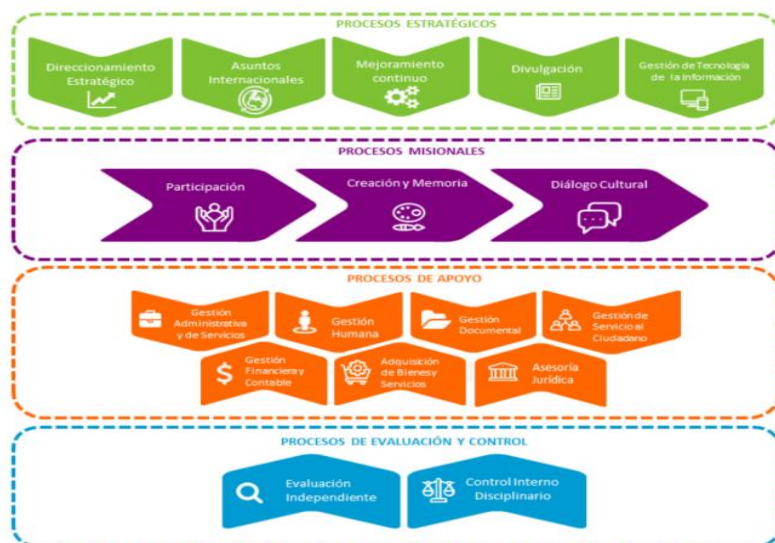 PROCESOS ESTRATÉGICOS
Direccionamiento
Estratégico
Asuntos
Internacionales
Mejoramiento
continuo
Divulgación
Gestión de Tecnología
de la Información
PROCESOS MISIONALES
Participación
Creación y Memoria
Diálogo Cultural
PROCESOS DE APOYO
Gestión
Administrativa
y de Servicios
Gestión
Humana
Gestión
Documental
Gestión de
Servicio al
Ciudadano
Gestión
Financiera y
Contable
Adquisición
de Bienes y
Servicios
Asesoría
Jurídica
PROCESOS DE EVALUACIÓN Y CONTROL
Evaluación
Independiente
Control Interno
Disciplinario